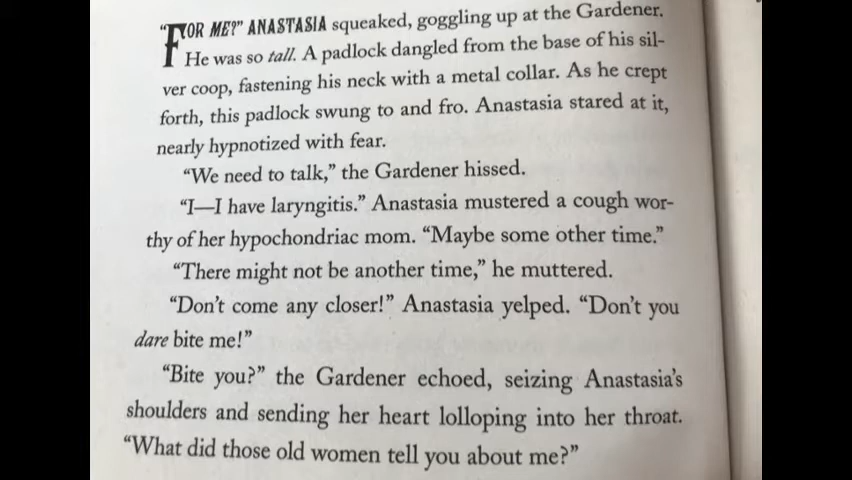 "FOR ME?" ANASTASIA squeaked, goggling up at the Gardener.
He was so tall. A padlock dangled from the base of his sil-
ver coop, fastening his neck with a metal collar. As he crept
forth, this padlock swung to and fro. Anastasia stared at it,
nearly hypnotized with fear.
"We need to talk," the Gardener hissed.
"I—I have laryngitis." Anastasia mustered a cough wor-
thy of her hypochondriac mom. "Maybe some other time."
"There might not be another time," he muttered.
"Don't come any closer!" Anastasia yelped. "Don't you
dare bite me!"
"Bite you?" the Gardener echoed, seizing Anastasia's
shoulders and sending her heart lolloping into her throat.
"What did those old women tell you about me?"